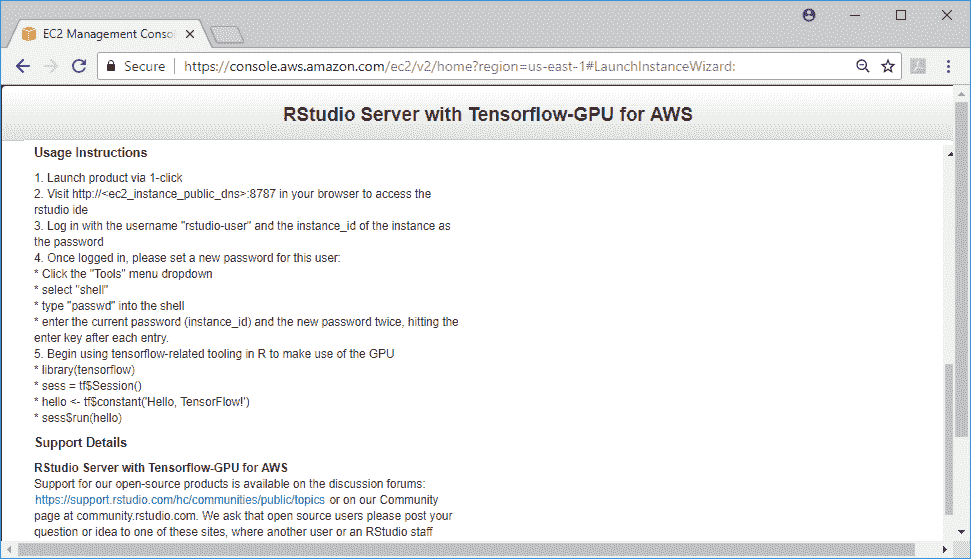 EC2 Management Conso
Secure
https://console.aws.amazon.com/ec2/v2/home?region=us-east-1#LaunchInstanceWizard:
RStudio Server with Tensorflow-GPU for AWS
Usage Instructions
1. Launch product via 1-click
2. Visit http://<ec2_instance_public_dns>:8787 in your browser to access the
rstudio ide
3. Log in with the username "rstudio-user" and the instance_id of the instance as
the password
4. Once logged in, please set a new password for this user:
* Click the "Tools" menu dropdown
* select "shell"
* type "passwd" into the shell
* enter the current password (instance_id) and the new password twice, hitting the
enter key after each entry.
5. Begin using tensorflow-related tooling in R to make use of the GPU
* library(tensorflow)
* sess = tf$Session()
* hello <- tf$constant('Hello, TensorFlow!')
* sess$run(hello)
Support Details
RStudio Server with Tensorflow-GPU for AWS
Support for our open-source products is available on the discussion forums:
https://support.rstudio.com/hc/communities/public/topics or on our Community
page at community.rstudio.com. We ask that open source users please post your
question or idea to one of these sites, where another user or an RStudio staff